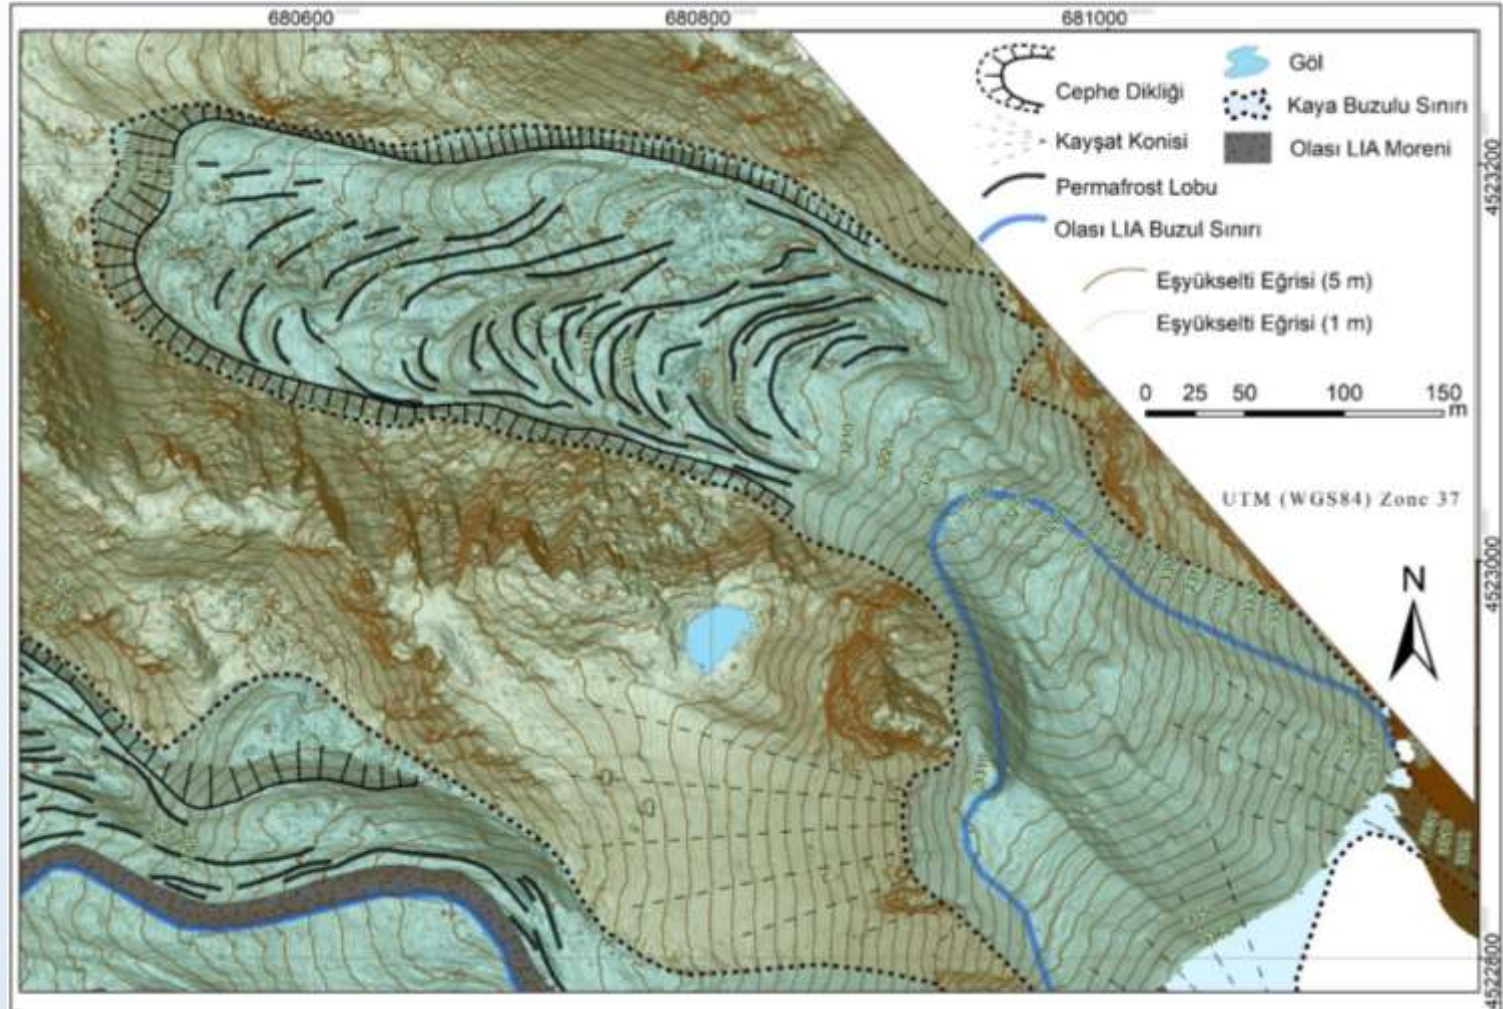 680600
680800
681000
Cephe Dikliği
Kayşat Konisi
Permafrost Lobu
Olası LIA Buzul Sınırı
Göl
Kaya Buzulu Sınırı
Olası LIA Moreni
Eşyükselti Eğrisi (5 m)
Eşyükselti Eğrisi (1 m)
0 25 50 100 150
m
UTM (WGS84) Zone 37
N
4523200
4523000
4522800